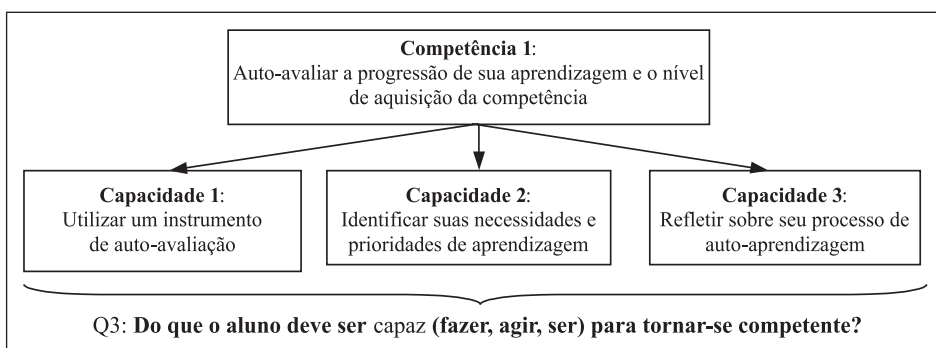 Competência 1:
Auto-avaliar a progressão de sua aprendizagem e o nível
de aquisição da competência
Capacidade 1:
Utilizar um instrumento
de auto-avaliação
Capacidade 2:
Identificar suas necessidades e
prioridades de aprendizagem
Capacidade 3:
Refletir sobre seu processo de
auto-aprendizagem
Q3: Do que o aluno deve ser capaz (fazer, agir, ser) para tornar-se competente?